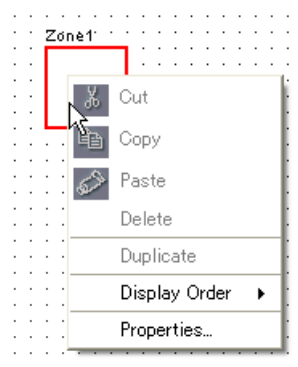 Zone1
Cut
Copy
Paste
Delete
Duplicate
Display Order
Properties...